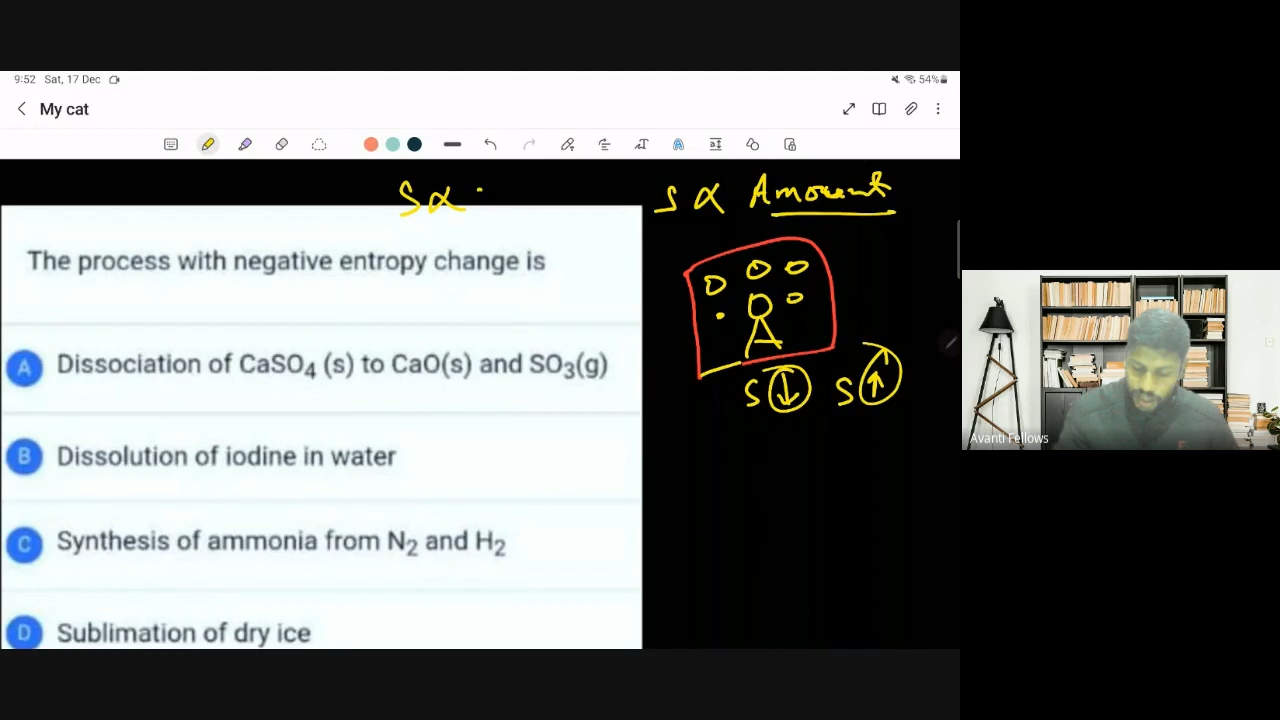 9:52 Sat, 17 Dec
54%
My cat
S α
S α Amount
The process with negative entropy change is
A Dissociation of CaSO₄ (s) to CaO(s) and SO₃(g)
S ↓ S ↑
B Dissolution of iodine in water
C Synthesis of ammonia from N₂ and H₂
D Sublimation of dry ice
Avanti Fellows